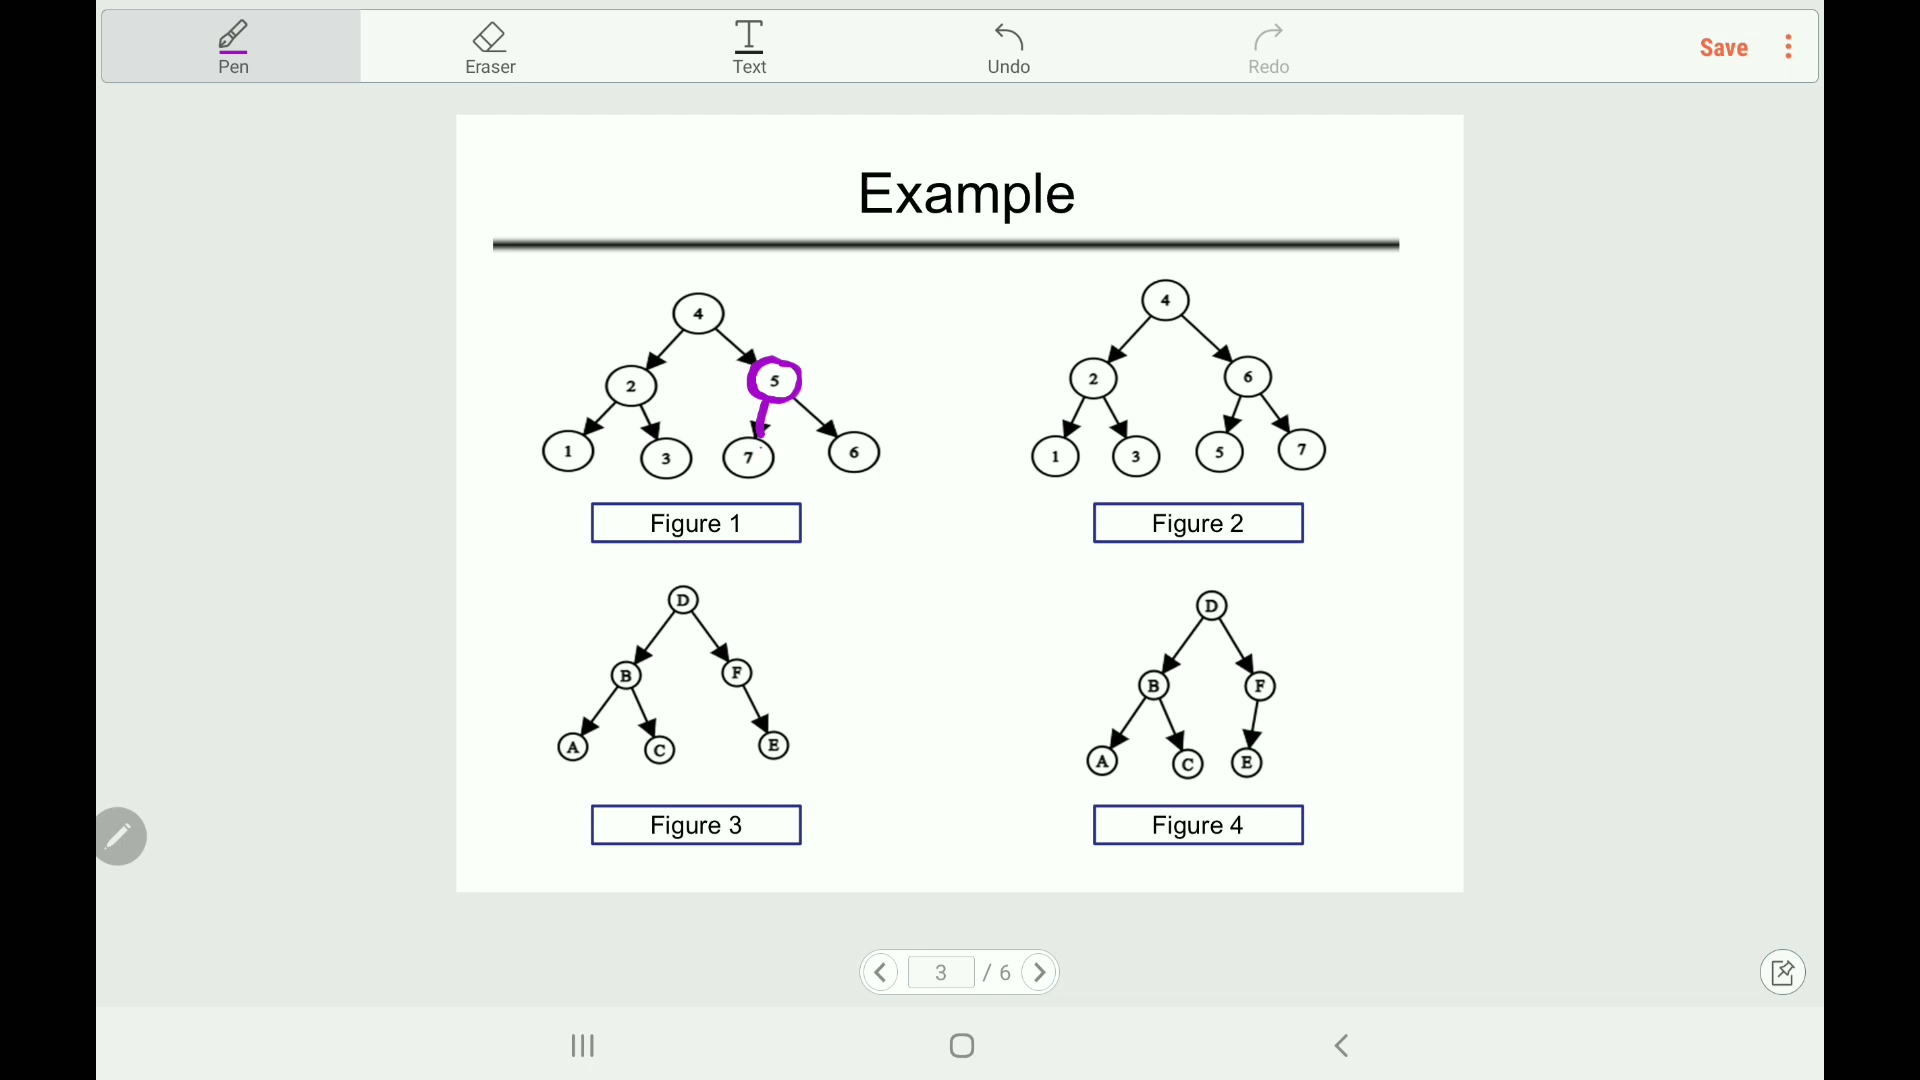 Pen Eraser Text Undo Redo Save
Example
4
2 5
1 3 7 6
Figure 1
4
2 6
1 3 5 7
Figure 2
D
B F
A C E
Figure 3
D
B F
A C E
Figure 4
3 / 6